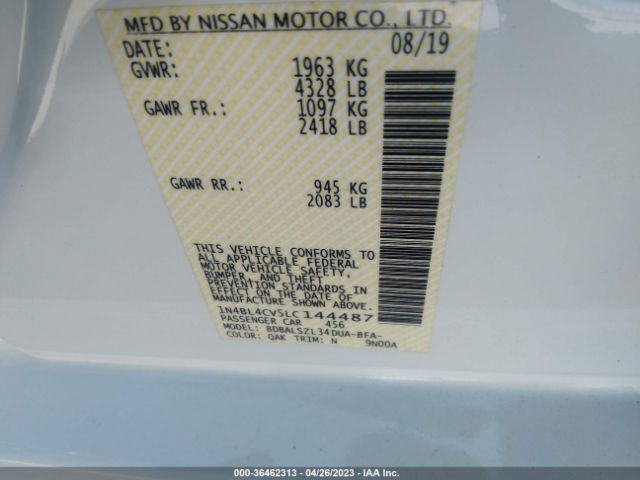 MFD BY NISSAN MOTOR CO., LTD.
DATE: 08/19
GVWR: 1963 KG
4328 LB
GAWR FR.: 1097 KG
2418 LB
GAWR RR.: 945 KG
2083 LB
THIS VEHICLE CONFORMS TO
ALL APPLICABLE FEDERAL
MOTOR VEHICLE SAFETY,
BUMPER, AND THEFT
PREVENTION STANDARDS IN
EFFECT ON THE DATE OF
MANUFACTURE SHOWN ABOVE.
1N4BL4CV5LC144487
PASSENGER CAR 456
MODEL: BDBALSZL34DUA-BFA-
COLOR: QAK TRIM: N 9N00A
000-36462313 - 04/26/2023 - IAA Inc.